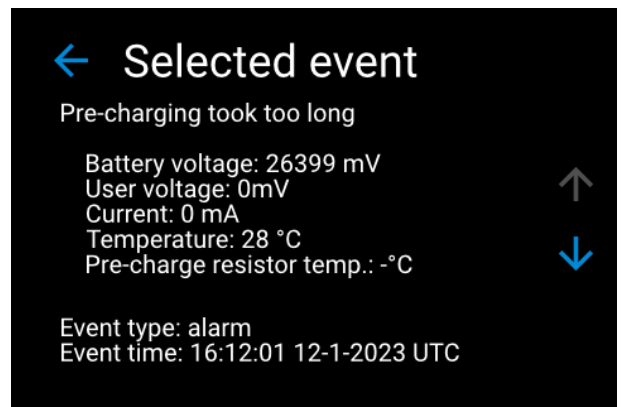 Selected event
Pre-charging took too long
Battery voltage: 26399 mV
User voltage: 0mV
Current: 0 mA
Temperature: 28 °C
Pre-charge resistor temp.: -°C
Event type: alarm
Event time: 16:12:01 12-1-2023 UTC